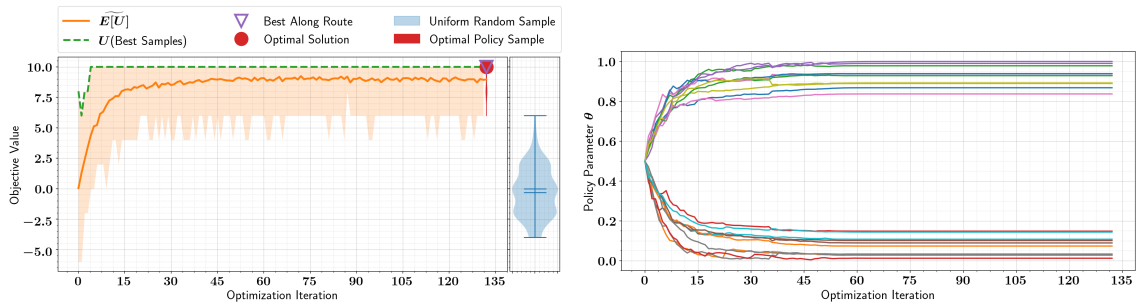 E[U]
U(Best Samples)
Best Along Route
Optimal Solution
Uniform Random Sample
Optimal Policy Sample
Objective Value
10.0
7.5
5.0
2.5
0.0
−2.5
−5.0
0 15 30 45 60 75 90 105 120 135
Optimization Iteration
Policy Parameter θ
1.0
0.8
0.6
0.4
0.2
0.0
0 15 30 45 60 75 90 105 120 135
Optimization Iteration